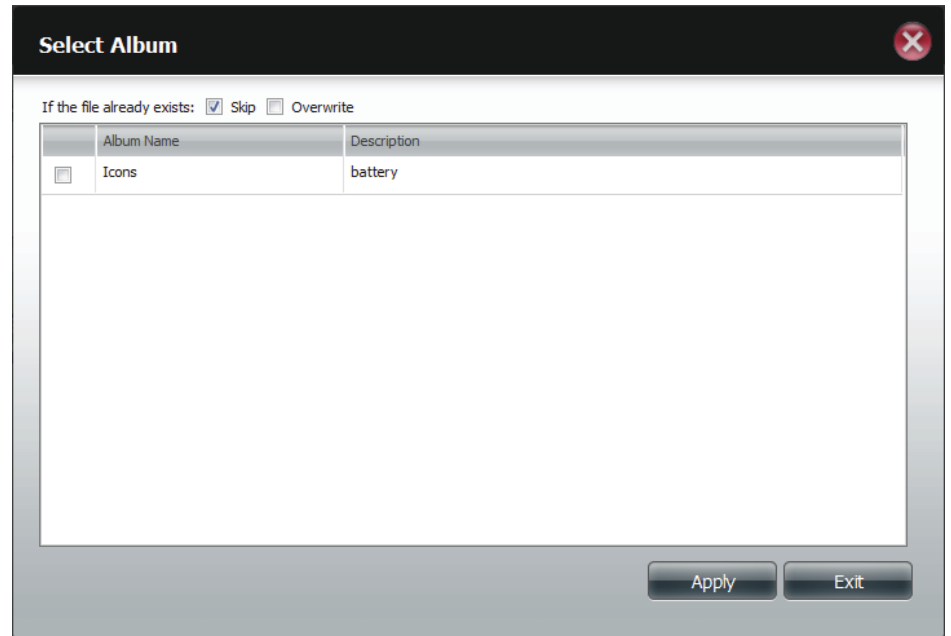 Select Album
If the file already exists: Skip Overwrite
Album Name Description
Icons battery
Apply Exit